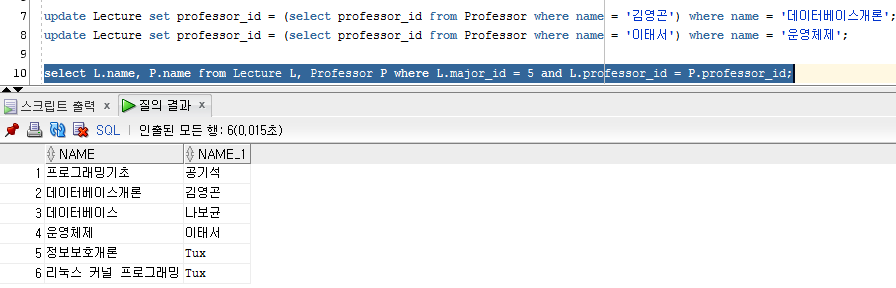 7 update Lecture set professor_id = (select professor_id from Professor where name = '김영곤') where name = '데이터베이스개론';
8 update Lecture set professor_id = (select professor_id from Professor where name = '이태서') where name = '운영체제';
9
10 select L.name, P.name from Lecture L, Professor P where L.major_id = 5 and L.professor_id = P.professor_id;
스크립트 출력 x 질의 결과 x
SQL | 인출된 모든 행: 6(0,015초)
NAME NAME_1
1 프로그래밍기초 공기석
2 데이터베이스개론 김영곤
3 데이터베이스 나보균
4 운영체제 이태서
5 정보보호개론 Tux
6 리눅스 커널 프로그래밍 Tux